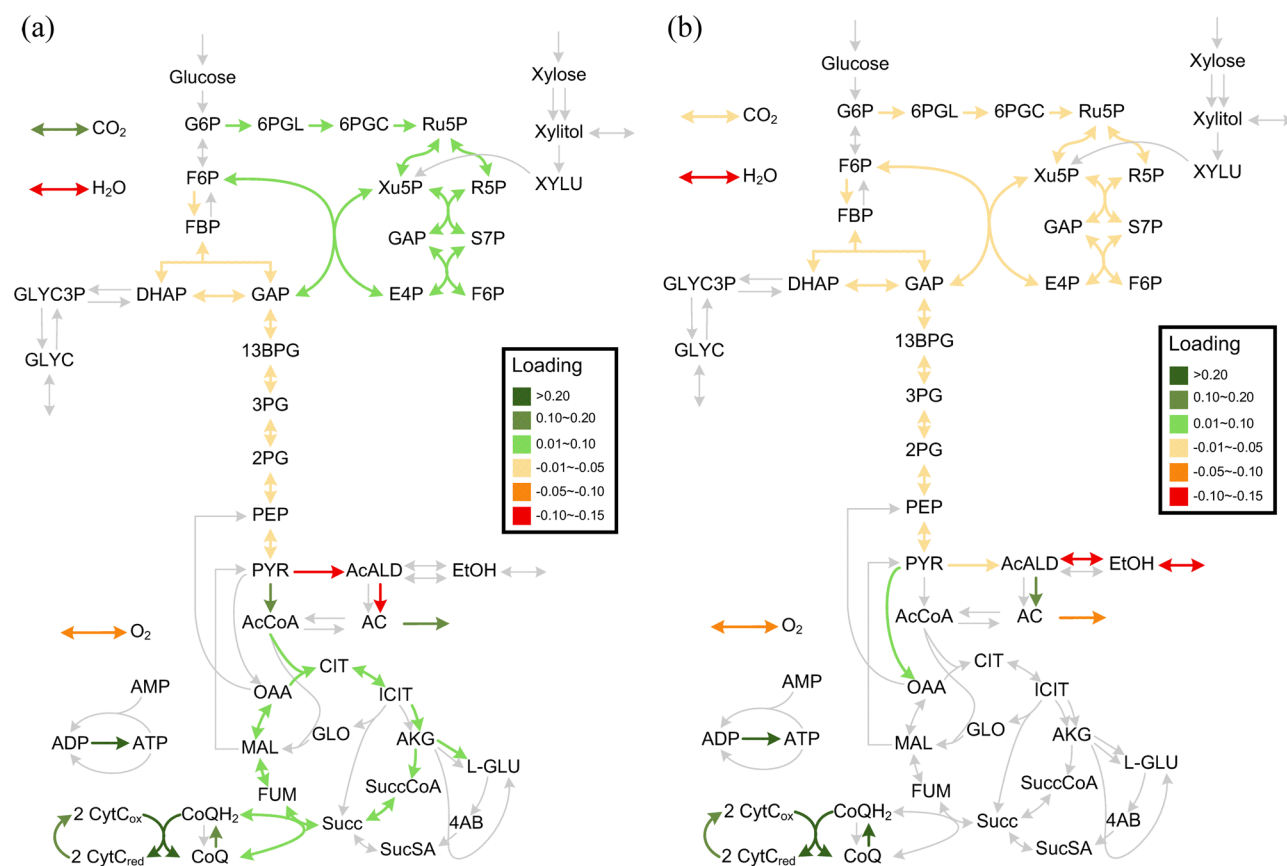 (a)
Glucose
Xylose
CO2
G6P 6PGL 6PGC Ru5P
Xylitol
H2O
F6P
Xu5P R5P
XYLU
FBP
GAP S7P
GLYC3P DHAP GAP E4P F6P
13BPG
GLYC
Loading
>0.20
0.10~0.20
0.01~0.10
-0.01~-0.05
-0.05~-0.10
-0.10~-0.15
3PG
2PG
PEP
PYR AcALD EtOH
AcCoA AC
O2
CIT
AMP
OAA ICIT
ADP ATP
MAL GLO AKG
L-GLU
FUM SuccCoA
2 CytCox CoQH2
Succ 4AB
2 CytCred CoQ SucSA
(b)
Glucose
Xylose
CO2
G6P 6PGL 6PGC Ru5P
Xylitol
H2O
F6P
Xu5P R5P
XYLU
FBP
GAP S7P
GLYC3P DHAP GAP E4P F6P
13BPG
GLYC
Loading
>0.20
0.10~0.20
0.01~0.10
-0.01~-0.05
-0.05~-0.10
-0.10~-0.15
3PG
2PG
PEP
PYR AcALD EtOH
AcCoA AC
O2
CIT
AMP
OAA ICIT
ADP ATP
MAL GLO AKG
L-GLU
FUM SuccCoA
2 CytCox CoQH2
Succ 4AB
2 CytCred CoQ SucSA